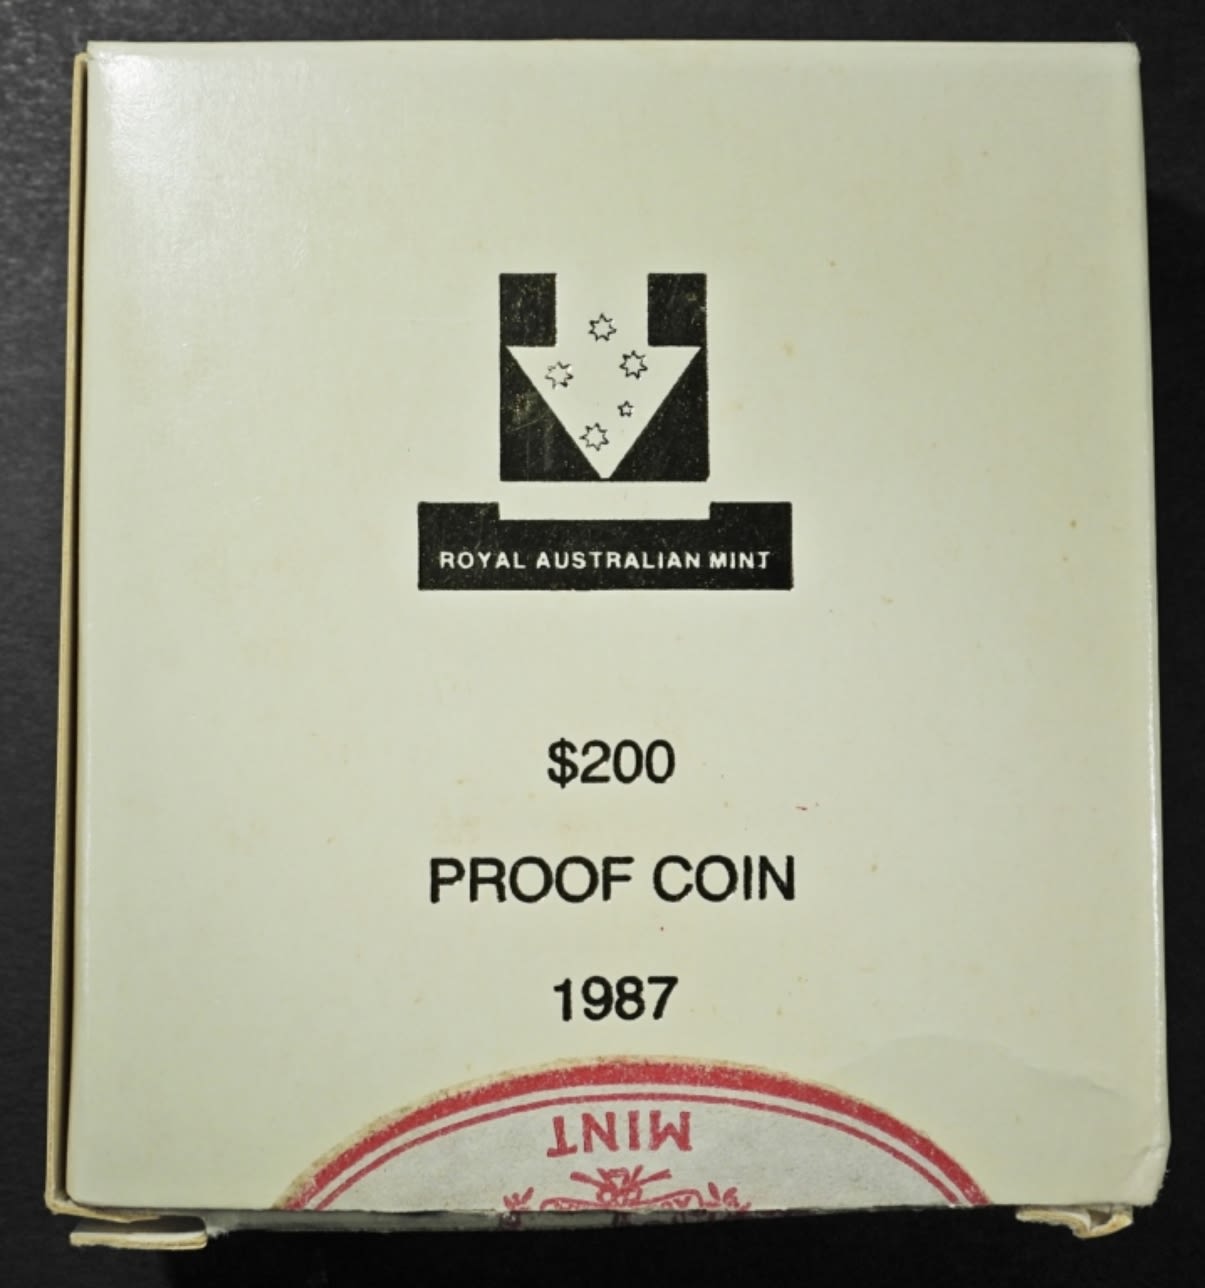 ROYAL AUSTRALIAN MINT
$200
PROOF COIN
1987
MINT